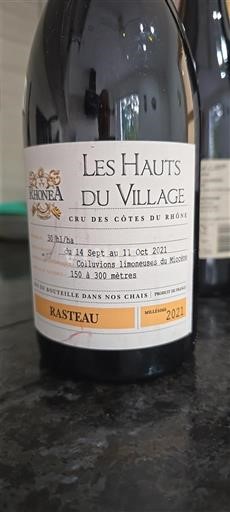 RHONEA
LES HAUTS
DU VILLAGE
CRU DES CÔTES DU RHÔNE
30 hl/ha
du 14 Sept au 11 Oct 2021
Colluvions limoneuses du Miocène
150 à 300 mètres
MIS EN BOUTEILLE DANS NOS CHAIS PRODUIT DE FRANCE
RASTEAU
MILLÉSIME 2021